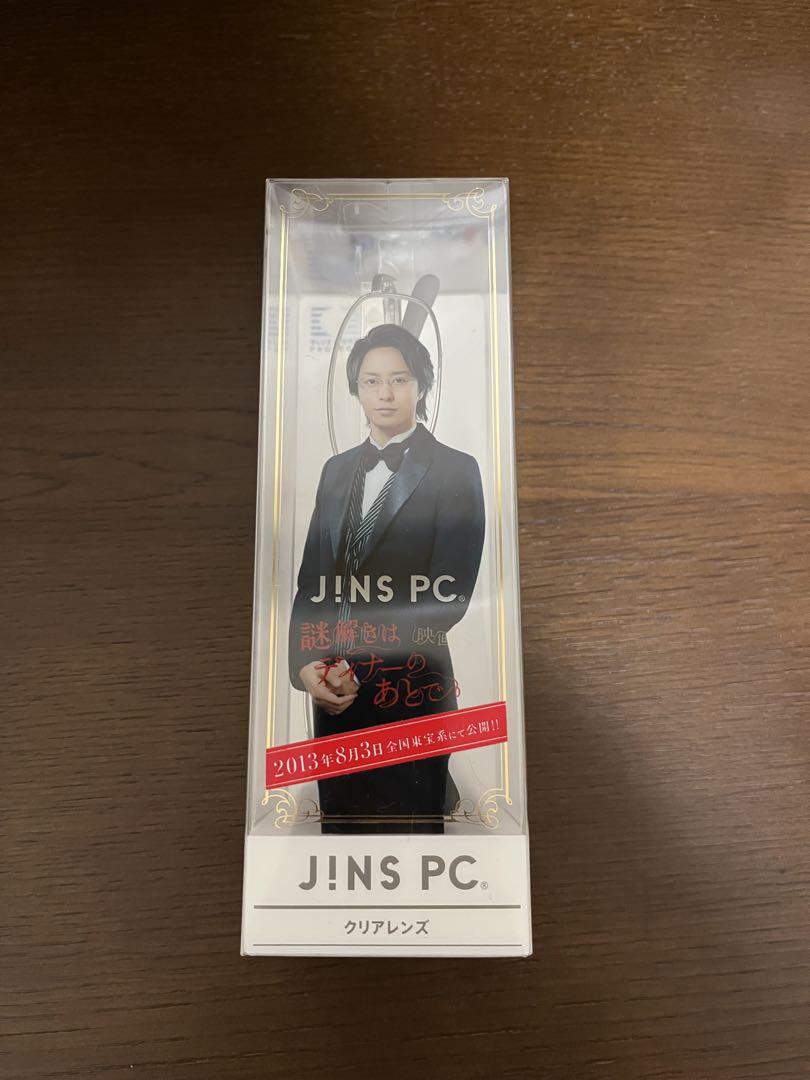 J!NS PC®
謎解きは 映画
ディナーの
あとで
2013年8月3日全国東宝系にて公開!!
J!NS PC®
クリアレンズ